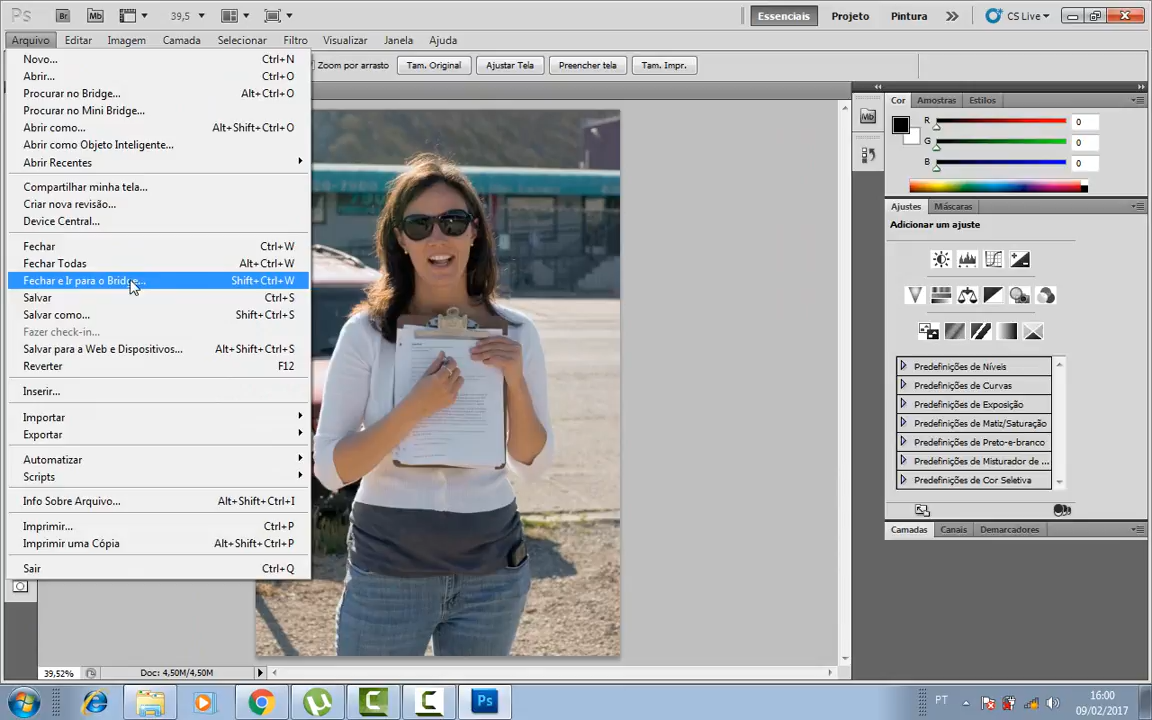 Ps Br Mb 39,5 Essenciais Projeto Pintura CS Live
Arquivo Editar Imagem Camada Selecionar Filtro Visualizar Janela Ajuda
Zoom por arrasto Tam. Original Ajustar Tela Preencher tela Tam. Impr.
Novo... Ctrl+N
Abrir... Ctrl+O
Procurar no Bridge... Alt+Ctrl+O
Procurar no Mini Bridge...
Abrir como... Alt+Shift+Ctrl+O
Abrir como Objeto Inteligente...
Abrir Recentes
Compartilhar minha tela...
Criar nova revisão...
Device Central...
Fechar Ctrl+W
Fechar Todas Alt+Ctrl+W
Fechar e Ir para o Bridge... Shift+Ctrl+W
Salvar Ctrl+S
Salvar como... Shift+Ctrl+S
Fazer check-in...
Salvar para a Web e Dispositivos... Alt+Shift+Ctrl+S
Reverter F12
Inserir...
Importar
Exportar
Automatizar
Scripts
Info Sobre Arquivo... Alt+Shift+Ctrl+I
Imprimir... Ctrl+P
Imprimir uma Cópia Alt+Shift+Ctrl+P
Sair Ctrl+Q
Mb
Cor Amostras Estilos
R 0
G 0
B 0
Ajustes Máscaras
Adicionar um ajuste
Predefinições de Níveis
Predefinições de Curvas
Predefinições de Exposição
Predefinições de Matiz/Saturação
Predefinições de Preto-e-branco
Predefinições de Misturador de ...
Predefinições de Cor Seletiva
Camadas Canais Demarcadores
39,52% Doc: 4,50M/4,50M
Ps PT 16:00
09/02/2017